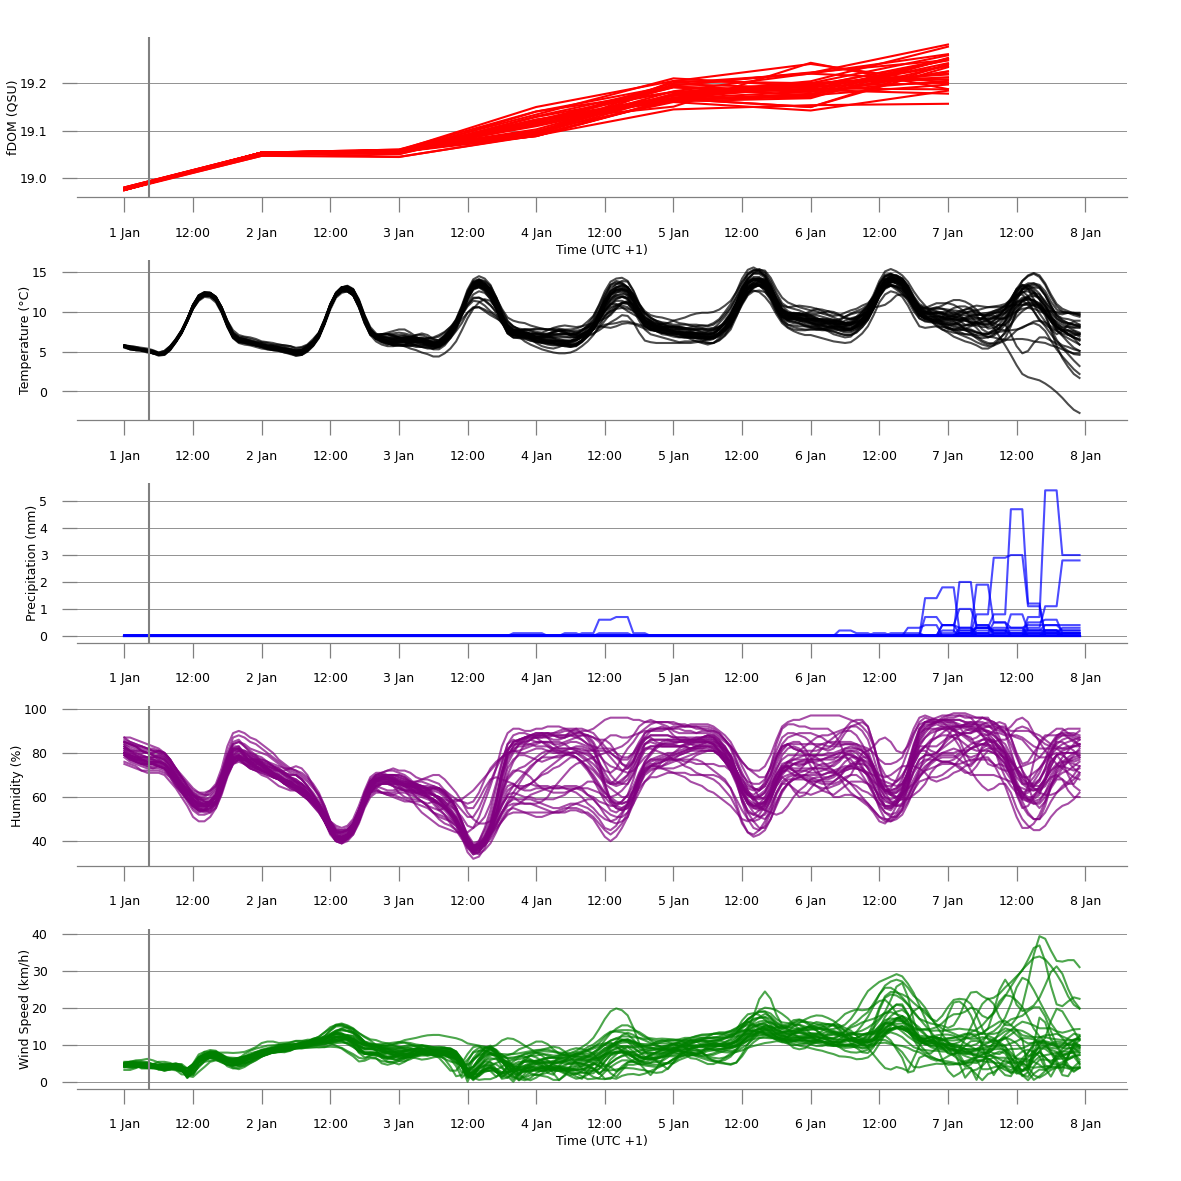 fDOM (QSU)
19.2
19.1
19.0
1 Jan 12:00 2 Jan 12:00 3 Jan 12:00 4 Jan 12:00 5 Jan 12:00 6 Jan 12:00 7 Jan 12:00 8 Jan
Time (UTC +1)
Temperature (°C)
15
10
5
0
1 Jan 12:00 2 Jan 12:00 3 Jan 12:00 4 Jan 12:00 5 Jan 12:00 6 Jan 12:00 7 Jan 12:00 8 Jan
Precipitation (mm)
5
4
3
2
1
0
1 Jan 12:00 2 Jan 12:00 3 Jan 12:00 4 Jan 12:00 5 Jan 12:00 6 Jan 12:00 7 Jan 12:00 8 Jan
Humidity (%)
100
80
60
40
1 Jan 12:00 2 Jan 12:00 3 Jan 12:00 4 Jan 12:00 5 Jan 12:00 6 Jan 12:00 7 Jan 12:00 8 Jan
Wind Speed (km/h)
40
30
20
10
0
1 Jan 12:00 2 Jan 12:00 3 Jan 12:00 4 Jan 12:00 5 Jan 12:00 6 Jan 12:00 7 Jan 12:00 8 Jan
Time (UTC +1)